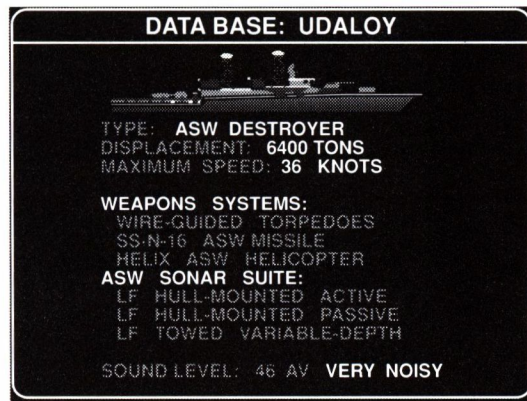 DATA BASE: UDALOY
TYPE: ASW DESTROYER
DISPLACEMENT: 6400 TONS
MAXIMUM SPEED: 36 KNOTS
WEAPONS SYSTEMS:
WIRE-GUIDED TORPEDOES
SS-N-16 ASW MISSILE
HELIX ASW HELICOPTER
ASW SONAR SUITE:
LF HULL-MOUNTED ACTIVE
LF HULL-MOUNTED PASSIVE
LF TOWED VARIABLE-DEPTH
SOUND LEVEL: 46 AV VERY NOISY